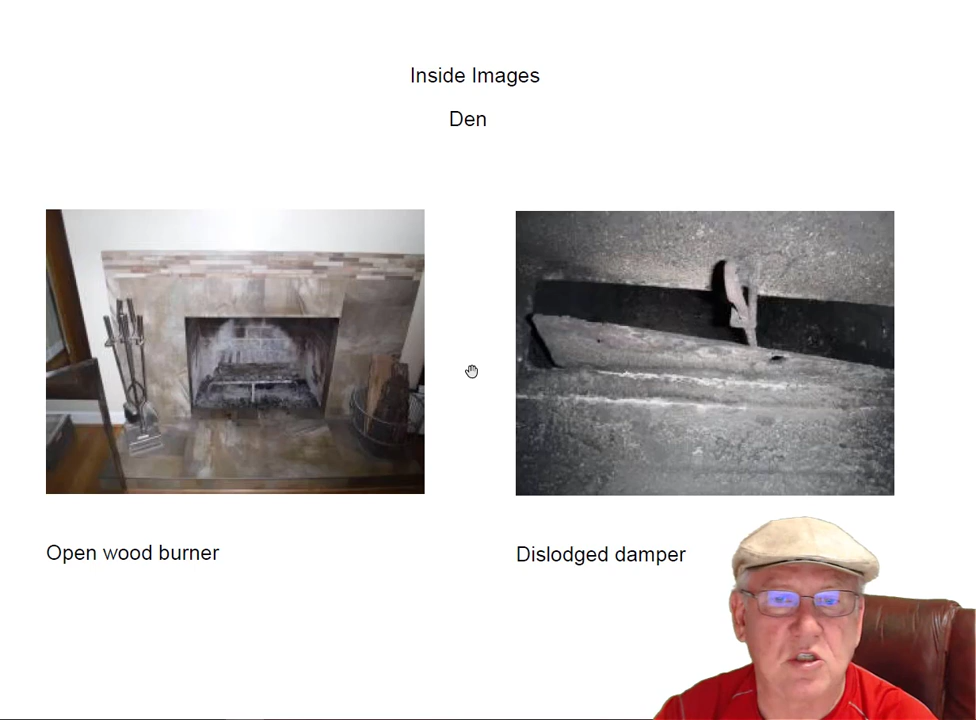 Inside Images
Den
Open wood burner
Dislodged damper